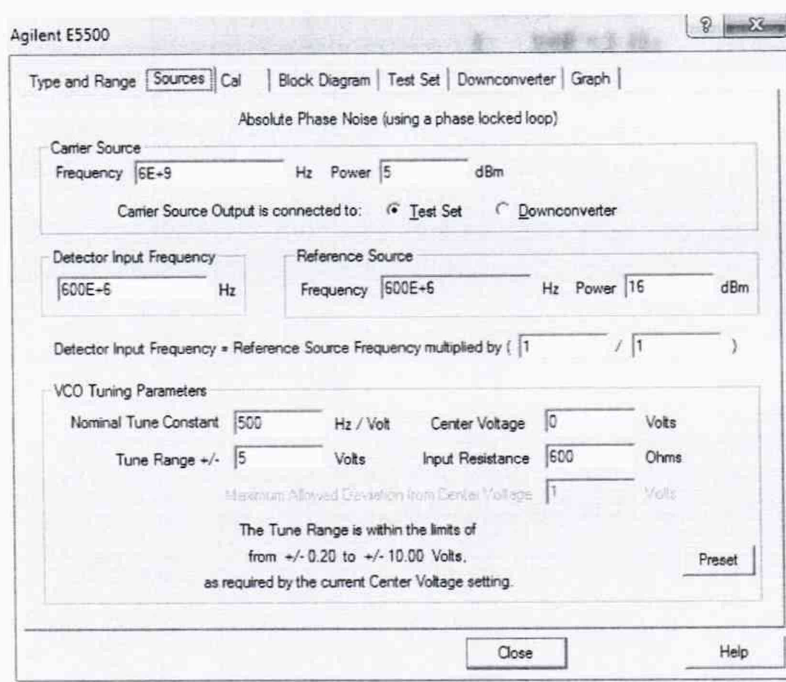 Agilent E5500
Type and Range Sources Cal Block Diagram Test Set Downconverter Graph
Absolute Phase Noise (using a phase locked loop)
Carrier Source
Frequency 6E+9 Hz Power 5 dBm
Carrier Source Output is connected to: Test Set Downconverter
Detector Input Frequency Reference Source
600E+6 Hz Frequency 600E+6 Hz Power 16 dBm
Detector Input Frequency = Reference Source Frequency multiplied by ( 1 / 1 )
VCO Tuning Parameters
Nominal Tune Constant 500 Hz / Volt Center Voltage 0 Volts
Tune Range +/- 5 Volts Input Resistance 600 Ohms
Maximum Allowed Deviation from Center Voltage 1 Volts
The Tune Range is within the limits of
from +/- 0.20 to +/- 10.00 Volts,
as required by the current Center Voltage setting.
Preset
Close Help